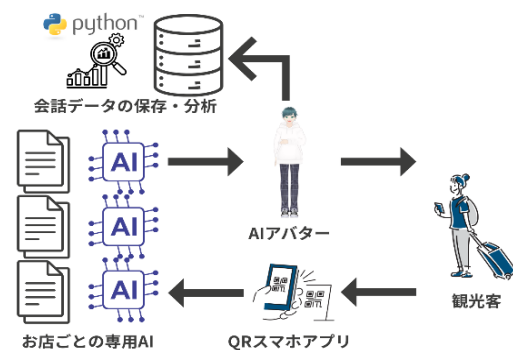 python™
会話データの保存・分析
AI
AI
AI
AIアバター
観光客
お店ごとの専用AI
QRスマホアプリ